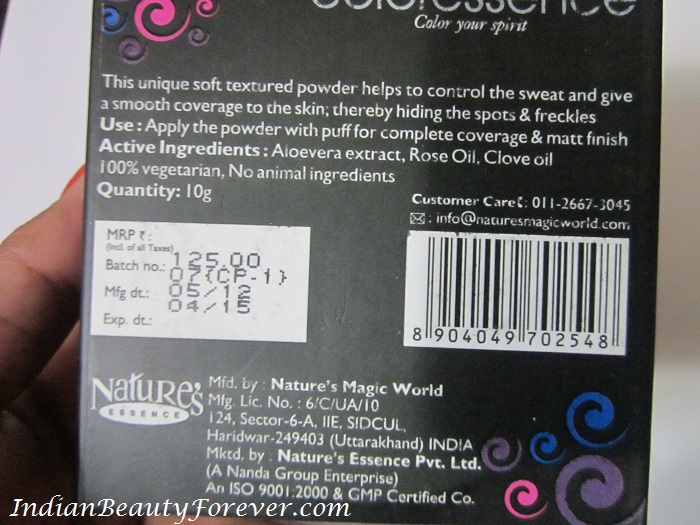 coloressence
Color your spirit
This unique soft textured powder helps to control the sweat and give
a smooth coverage to the skin; thereby hiding the spots & freckles
Use : Apply the powder with puff for complete coverage & matt finish
Active Ingredients : Aloevera extract, Rose Oil, Clove oil
100% vegetarian, No animal ingredients
Quantity: 10g
Customer Care : 011-2667-3045
: info@naturesmagicworld.com
MRP ₹ :
(Incl. of all Taxes)
125.00
Batch no.: 07(CP-1)
Mfg dt.: 05/12
Exp. dt.: 04/15
8 904049 702548
Nature's
ESSENCE
Mfd. by : Nature's Magic World
Mfg. Lic. No. : 6/C/UA/10
124, Sector-6-A, IIE, SIDCUL,
Haridwar-249403 (Uttarakhand) INDIA
Mktd. by : Nature's Essence Pvt. Ltd.
(A Nanda Group Enterprise)
An ISO 9001:2000 & GMP Certified Co.
IndianBeautyForever.com